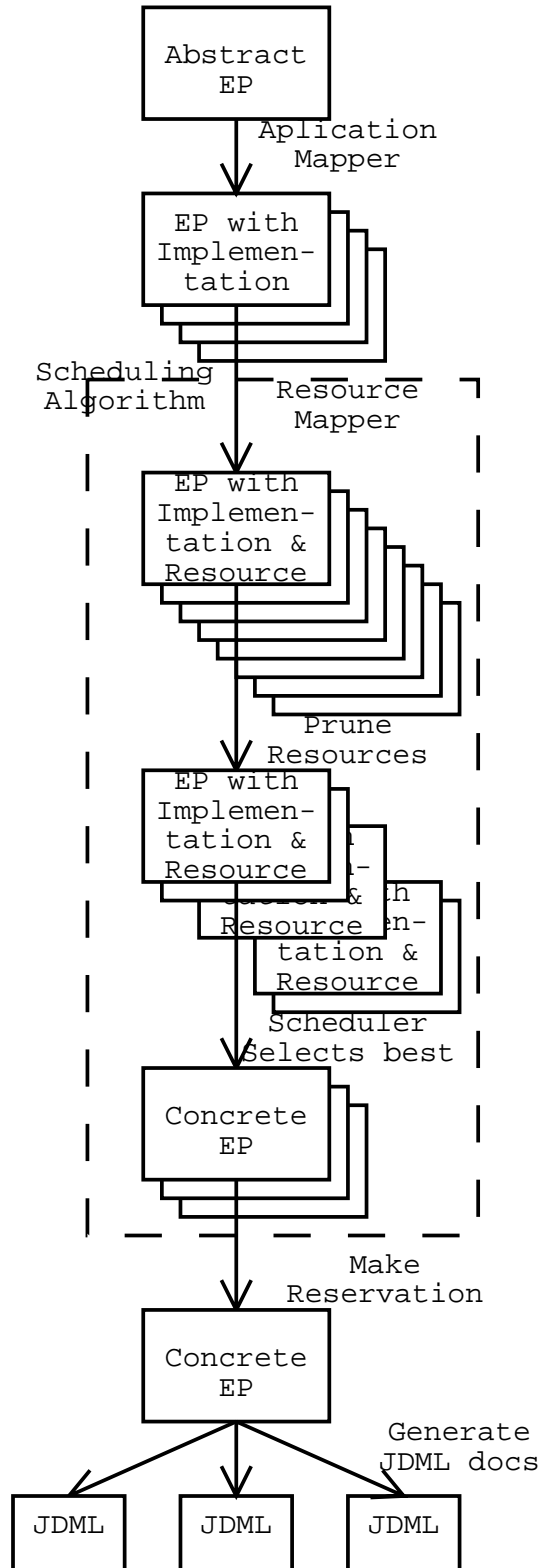 Abstract
EP
Aplication
Mapper
EP with
Implemen-
tation
Scheduling
Algorithm
Resource
Mapper
EP with
Implemen-
tation &
Resource
Prune
Resources
EP with
Implemen-
tation &
Resource
&
Resource
th
en-
tation &
Resource
Scheduler
Selects best
Concrete
EP
Make
Reservation
Concrete
EP
Generate
JDML docs
JDML
JDML
JDML